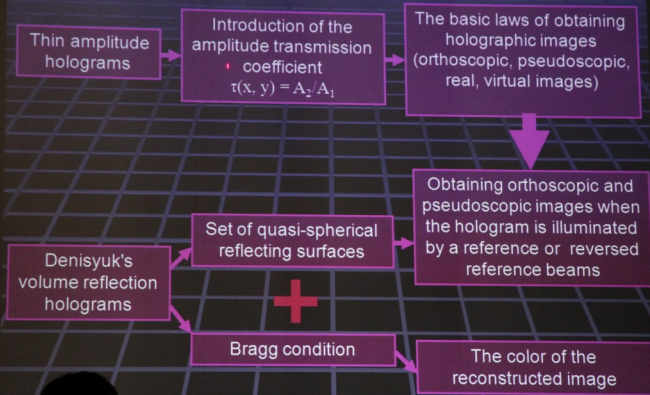 Thin amplitude
holograms
Introduction of the
amplitude transmission
coefficient
τ(x, y) = A₂/A₁
The basic laws of obtaining
holographic images
(orthoscopic, pseudoscopic,
real, virtual images)
Obtaining orthoscopic and
pseudoscopic images when
the hologram is illuminated
by a reference or reversed
reference beams
Set of quasi-spherical
reflecting surfaces
Denisyuk's
volume reflection
holograms
Bragg condition
The color of the
reconstructed image